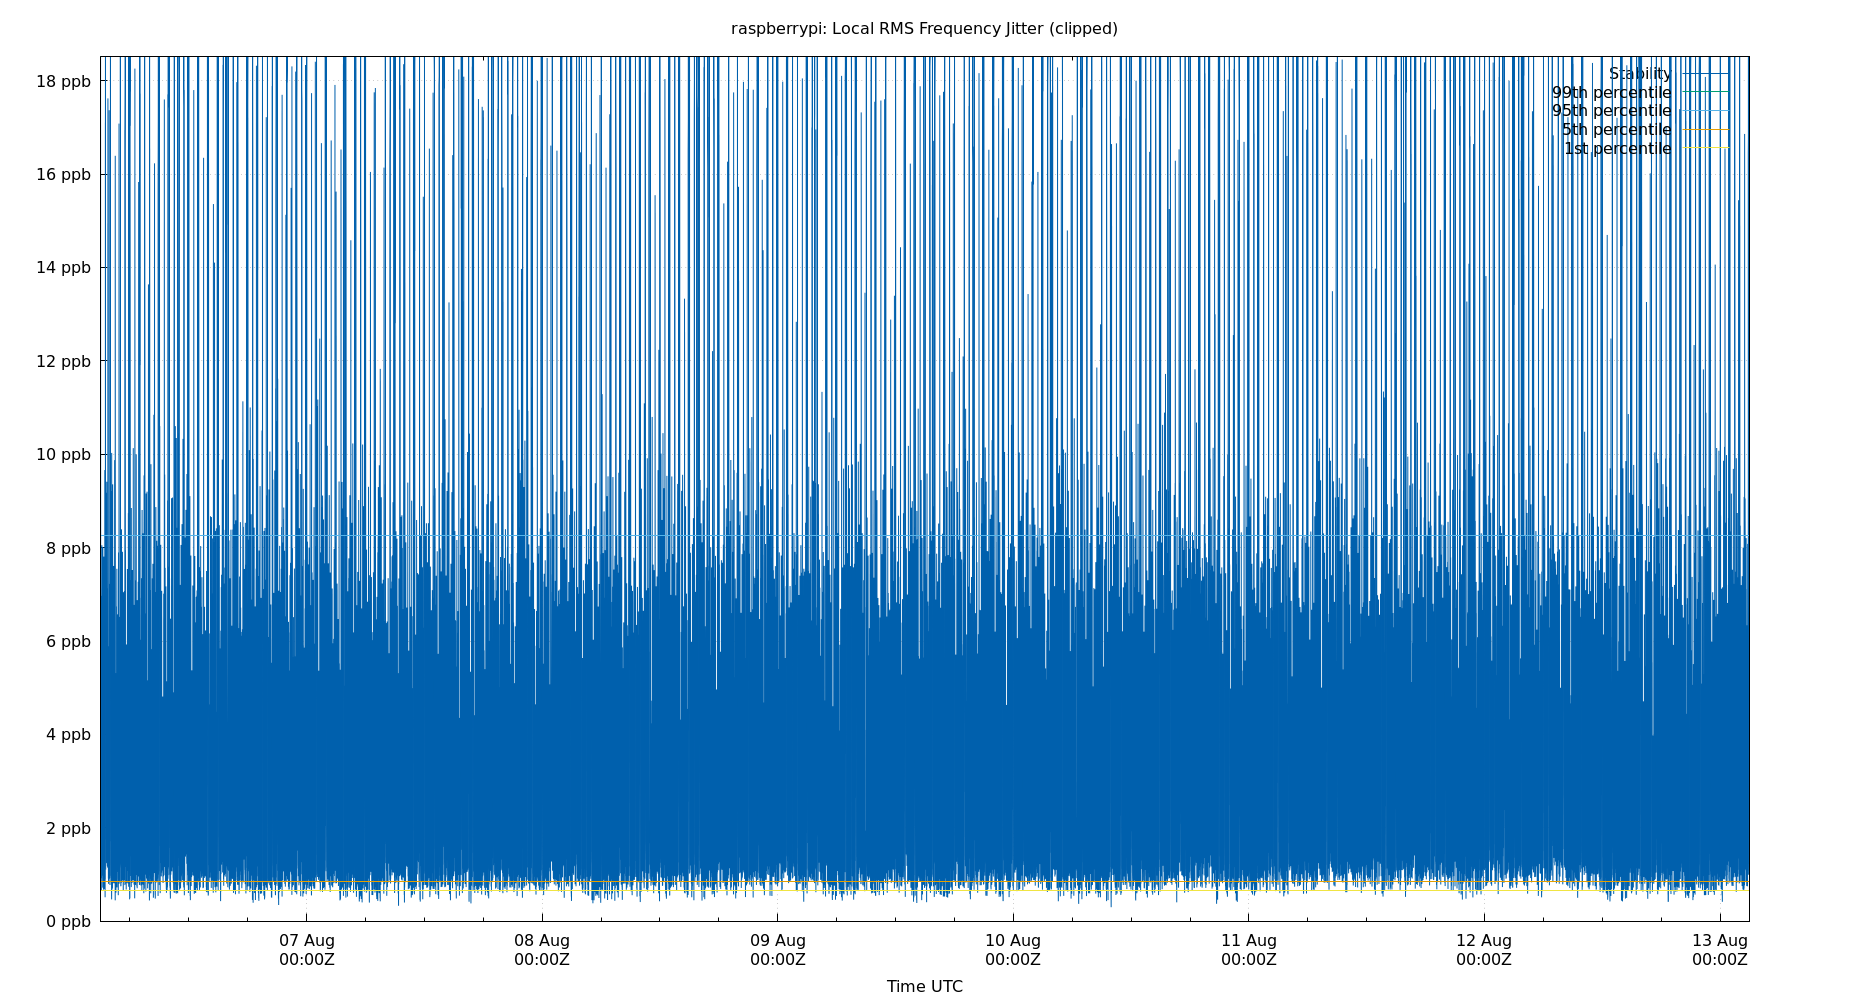 raspberrypi: Local RMS Frequency Jitter (clipped)
18 ppb
16 ppb
14 ppb
12 ppb
10 ppb
8 ppb
6 ppb
4 ppb
2 ppb
0 ppb
Stability
99th percentile
95th percentile
5th percentile
1st percentile
07 Aug
00:00Z
08 Aug
00:00Z
09 Aug
00:00Z
10 Aug
00:00Z
11 Aug
00:00Z
12 Aug
00:00Z
13 Aug
00:00Z
Time UTC